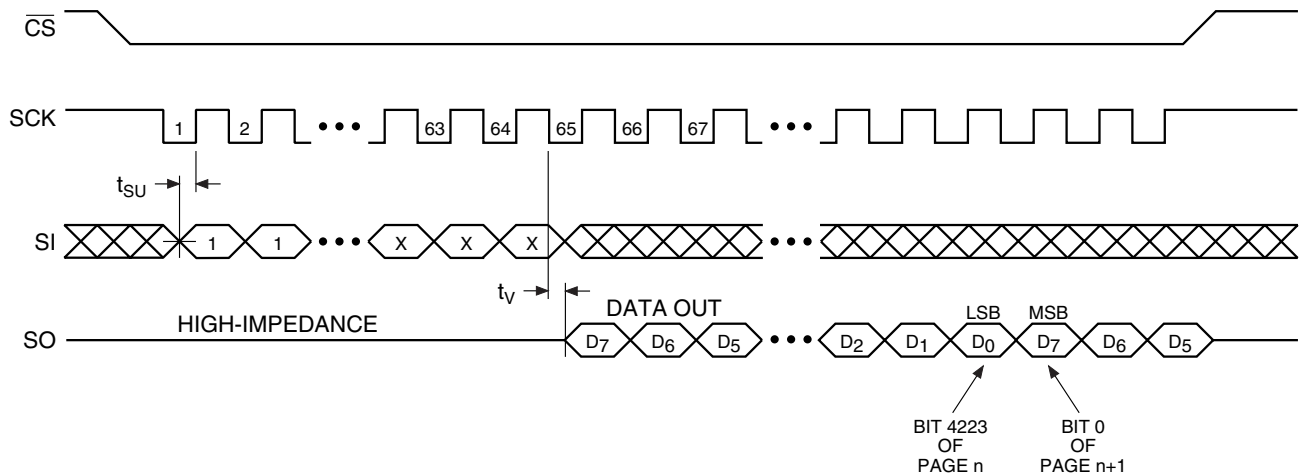 CS
SCK
1 2 63 64 65 66 67
tSU
SI
1 1 X X X
tV
HIGH-IMPEDANCE
DATA OUT
LSB MSB
SO
D7 D6 D5 D2 D1 D0 D7 D6 D5
BIT 4223
OF
PAGE n
BIT 0
OF
PAGE n+1